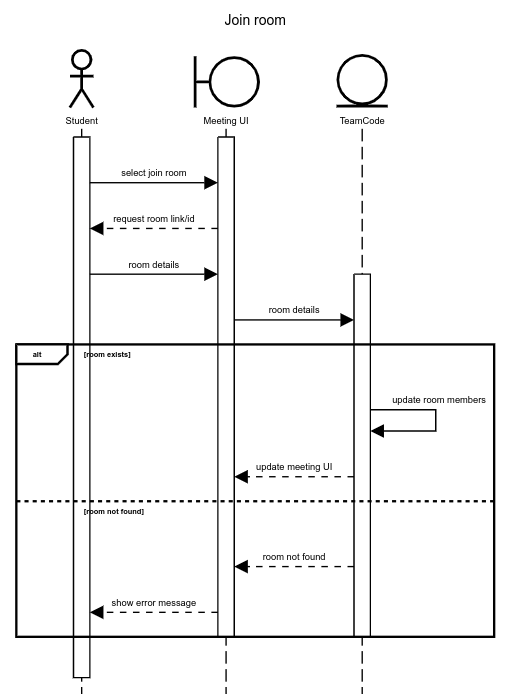 Join room
Student
Meeting UI
TeamCode
select join room
request room link/id
room details
room details
alt
[room exists]
update room members
update meeting UI
[room not found]
room not found
show error message